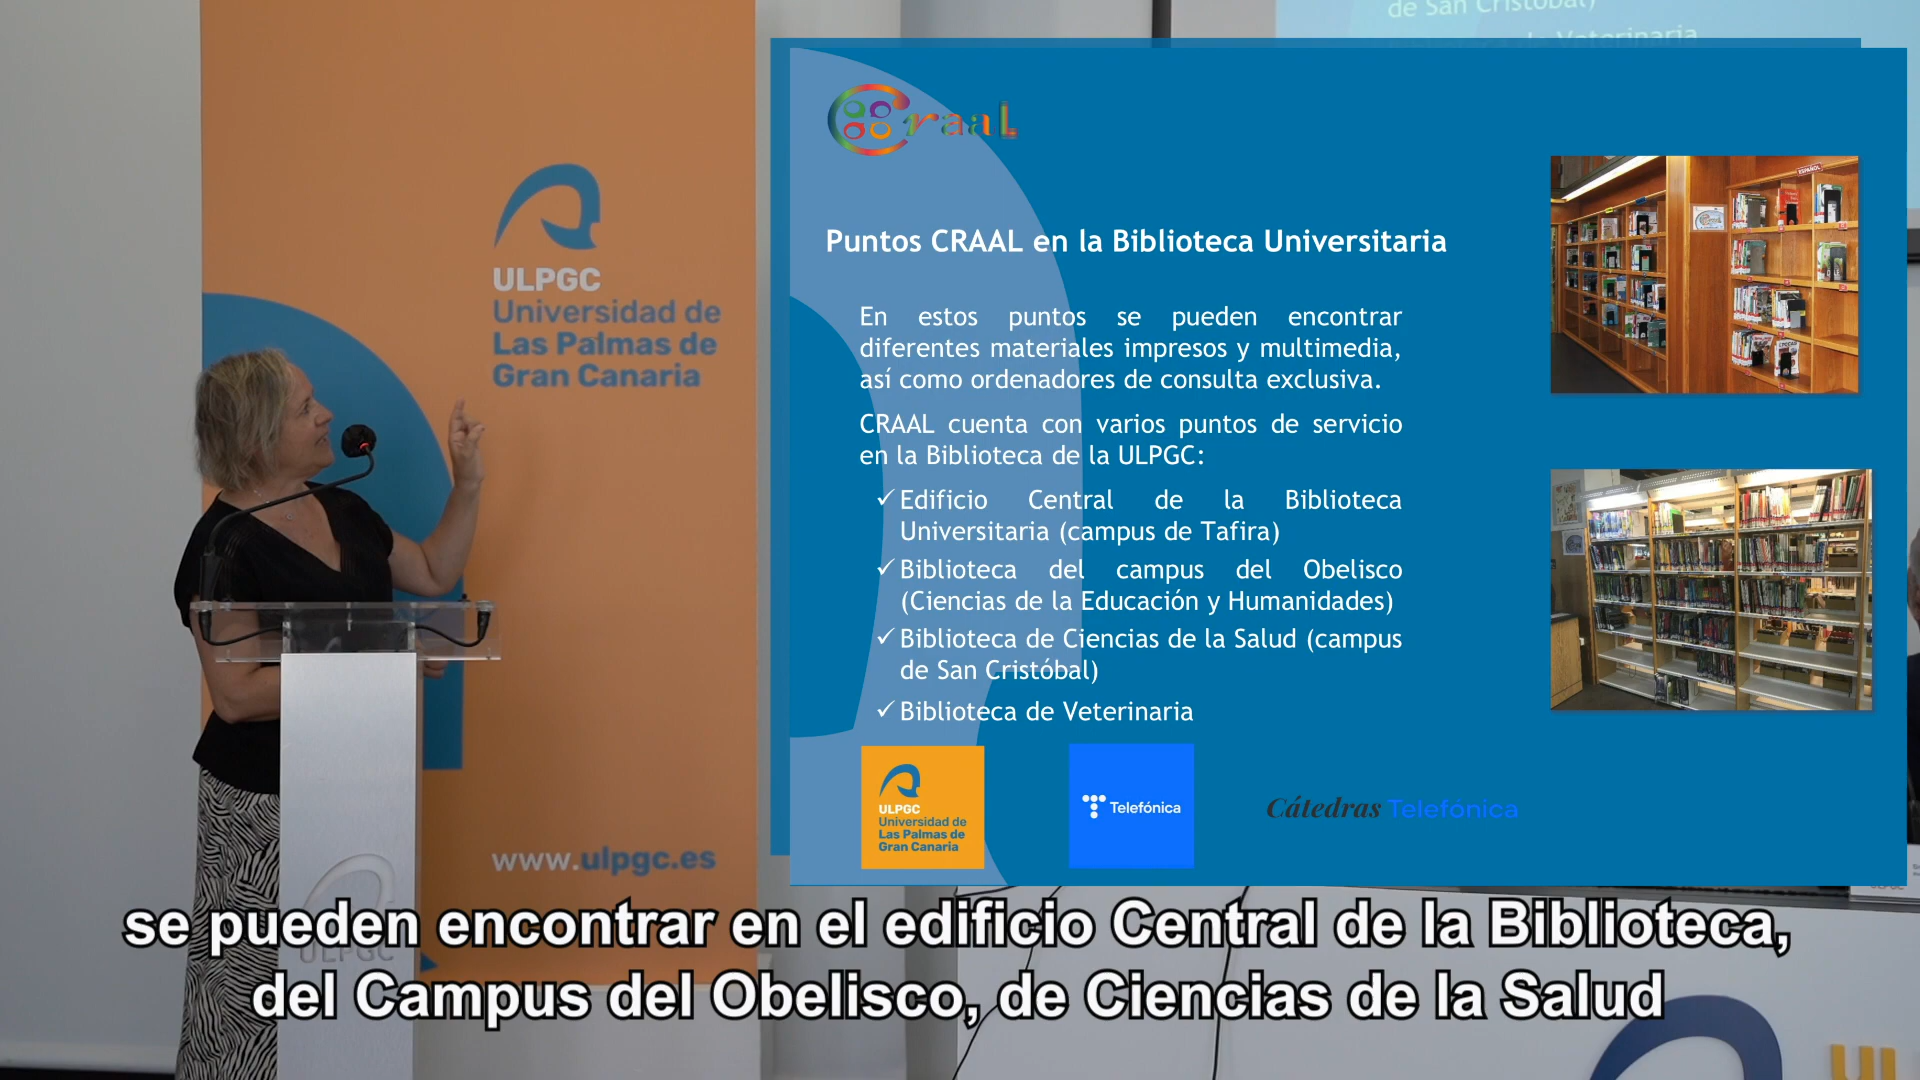 de San Cristóbal)
ULPGC
Universidad de
Las Palmas de
Gran Canaria
www.ulpgc.es
Craal
Puntos CRAAL en la Biblioteca Universitaria
En estos puntos se pueden encontrar
diferentes materiales impresos y multimedia,
así como ordenadores de consulta exclusiva.
CRAAL cuenta con varios puntos de servicio
en la Biblioteca de la ULPGC:
✓ Edificio Central de la Biblioteca
Universitaria (campus de Tafira)
✓ Biblioteca del campus del Obelisco
(Ciencias de la Educación y Humanidades)
✓ Biblioteca de Ciencias de la Salud (campus
de San Cristóbal)
✓ Biblioteca de Veterinaria
ESPAÑOL
ULPGC
Universidad de
Las Palmas de
Gran Canaria
Telefónica
Cátedras Telefónica
ULPGC
se pueden encontrar en el edificio Central de la Biblioteca,
del Campus del Obelisco, de Ciencias de la Salud